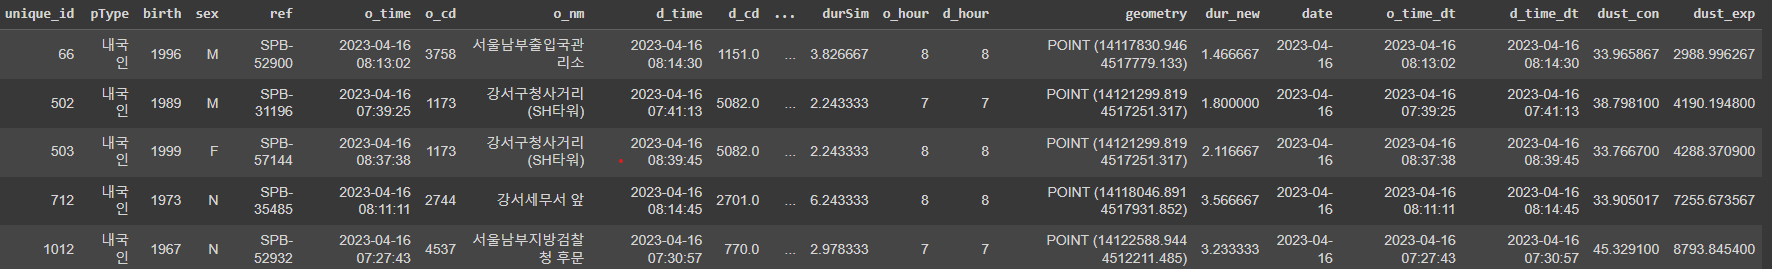 unique_id pType birth sex ref o_time o_cd o_nm d_time d_cd ... durSim o_hour d_hour geometry dur_new date o_time_dt d_time_dt dust_con dust_exp
66 내국인 1996 M SPB-52900 2023-04-16 08:13:02 3758 서울남부출입국관리소 2023-04-16 08:14:30 1151.0 ... 3.826667 8 8 POINT (14117830.946 4517779.133) 1.466667 2023-04-16 2023-04-16 08:13:02 2023-04-16 08:14:30 33.965867 2988.996267
502 내국인 1989 M SPB-31196 2023-04-16 07:39:25 1173 강서구청사거리(SH타워) 2023-04-16 07:41:13 5082.0 ... 2.243333 7 7 POINT (14121299.819 4517251.317) 1.800000 2023-04-16 2023-04-16 07:39:25 2023-04-16 07:41:13 38.798100 4190.194800
503 내국인 1999 F SPB-57144 2023-04-16 08:37:38 1173 강서구청사거리(SH타워) 2023-04-16 08:39:45 5082.0 ... 2.243333 8 8 POINT (14121299.819 4517251.317) 2.116667 2023-04-16 2023-04-16 08:37:38 2023-04-16 08:39:45 33.766700 4288.370900
712 내국인 1973 N SPB-35485 2023-04-16 08:11:11 2744 강서세무서 앞 2023-04-16 08:14:45 2701.0 ... 6.243333 8 8 POINT (14118046.891 4517931.852) 3.566667 2023-04-16 2023-04-16 08:11:11 2023-04-16 08:14:45 33.905017 7255.673567
1012 내국인 1967 N SPB-52932 2023-04-16 07:27:43 4537 서울남부지방검찰청 후문 2023-04-16 07:30:57 770.0 ... 2.978333 7 7 POINT (14122588.944 4512211.485) 3.233333 2023-04-16 2023-04-16 07:27:43 2023-04-16 07:30:57 45.329100 8793.845400